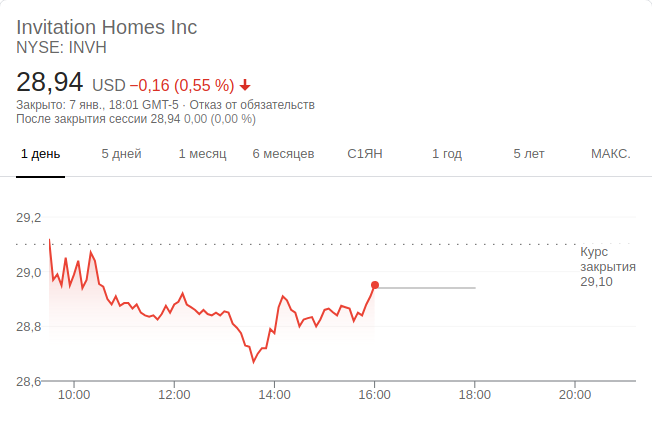 Invitation Homes Inc
NYSE: INVH
28,94 USD −0,16 (0,55 %)
Закрыто: 7 янв., 18:01 GMT-5 · Отказ от обязательств
После закрытия сессии 28,94 0,00 (0,00 %)
1 день 5 дней 1 месяц 6 месяцев С1ЯН 1 год 5 лет МАКС.
29,2
Курс
закрытия
29,10
29,0
28,8
28,6
10:00 12:00 14:00 16:00 18:00 20:00